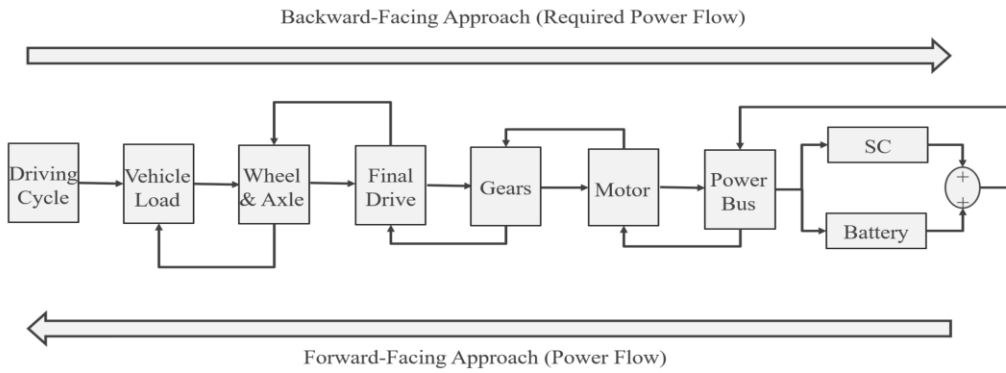 Backward-Facing Approach (Required Power Flow)
Driving
Cycle
Vehicle
Load
Wheel
& Axle
Final
Drive
Gears
Motor
Power
Bus
SC
Battery
+
+
Forward-Facing Approach (Power Flow)